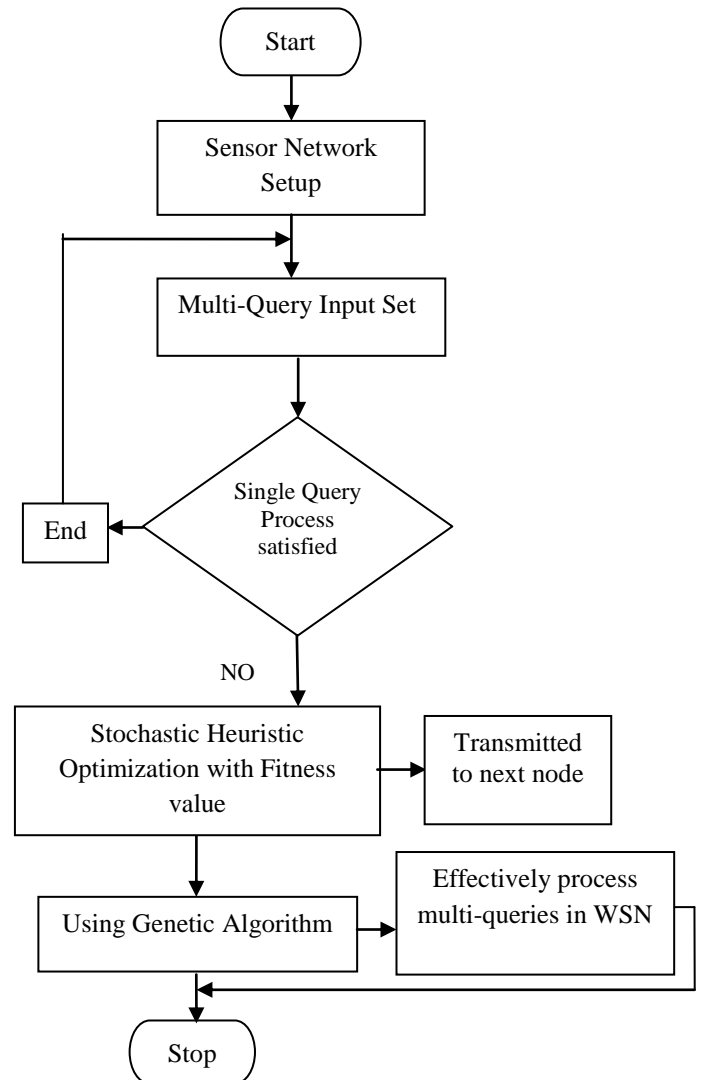 Start
Sensor Network
Setup
Multi-Query Input Set
Single Query
Process
satisfied
End
NO
Stochastic Heuristic
Optimization with Fitness
value
Transmitted
to next node
Using Genetic Algorithm
Effectively process
multi-queries in WSN
Stop